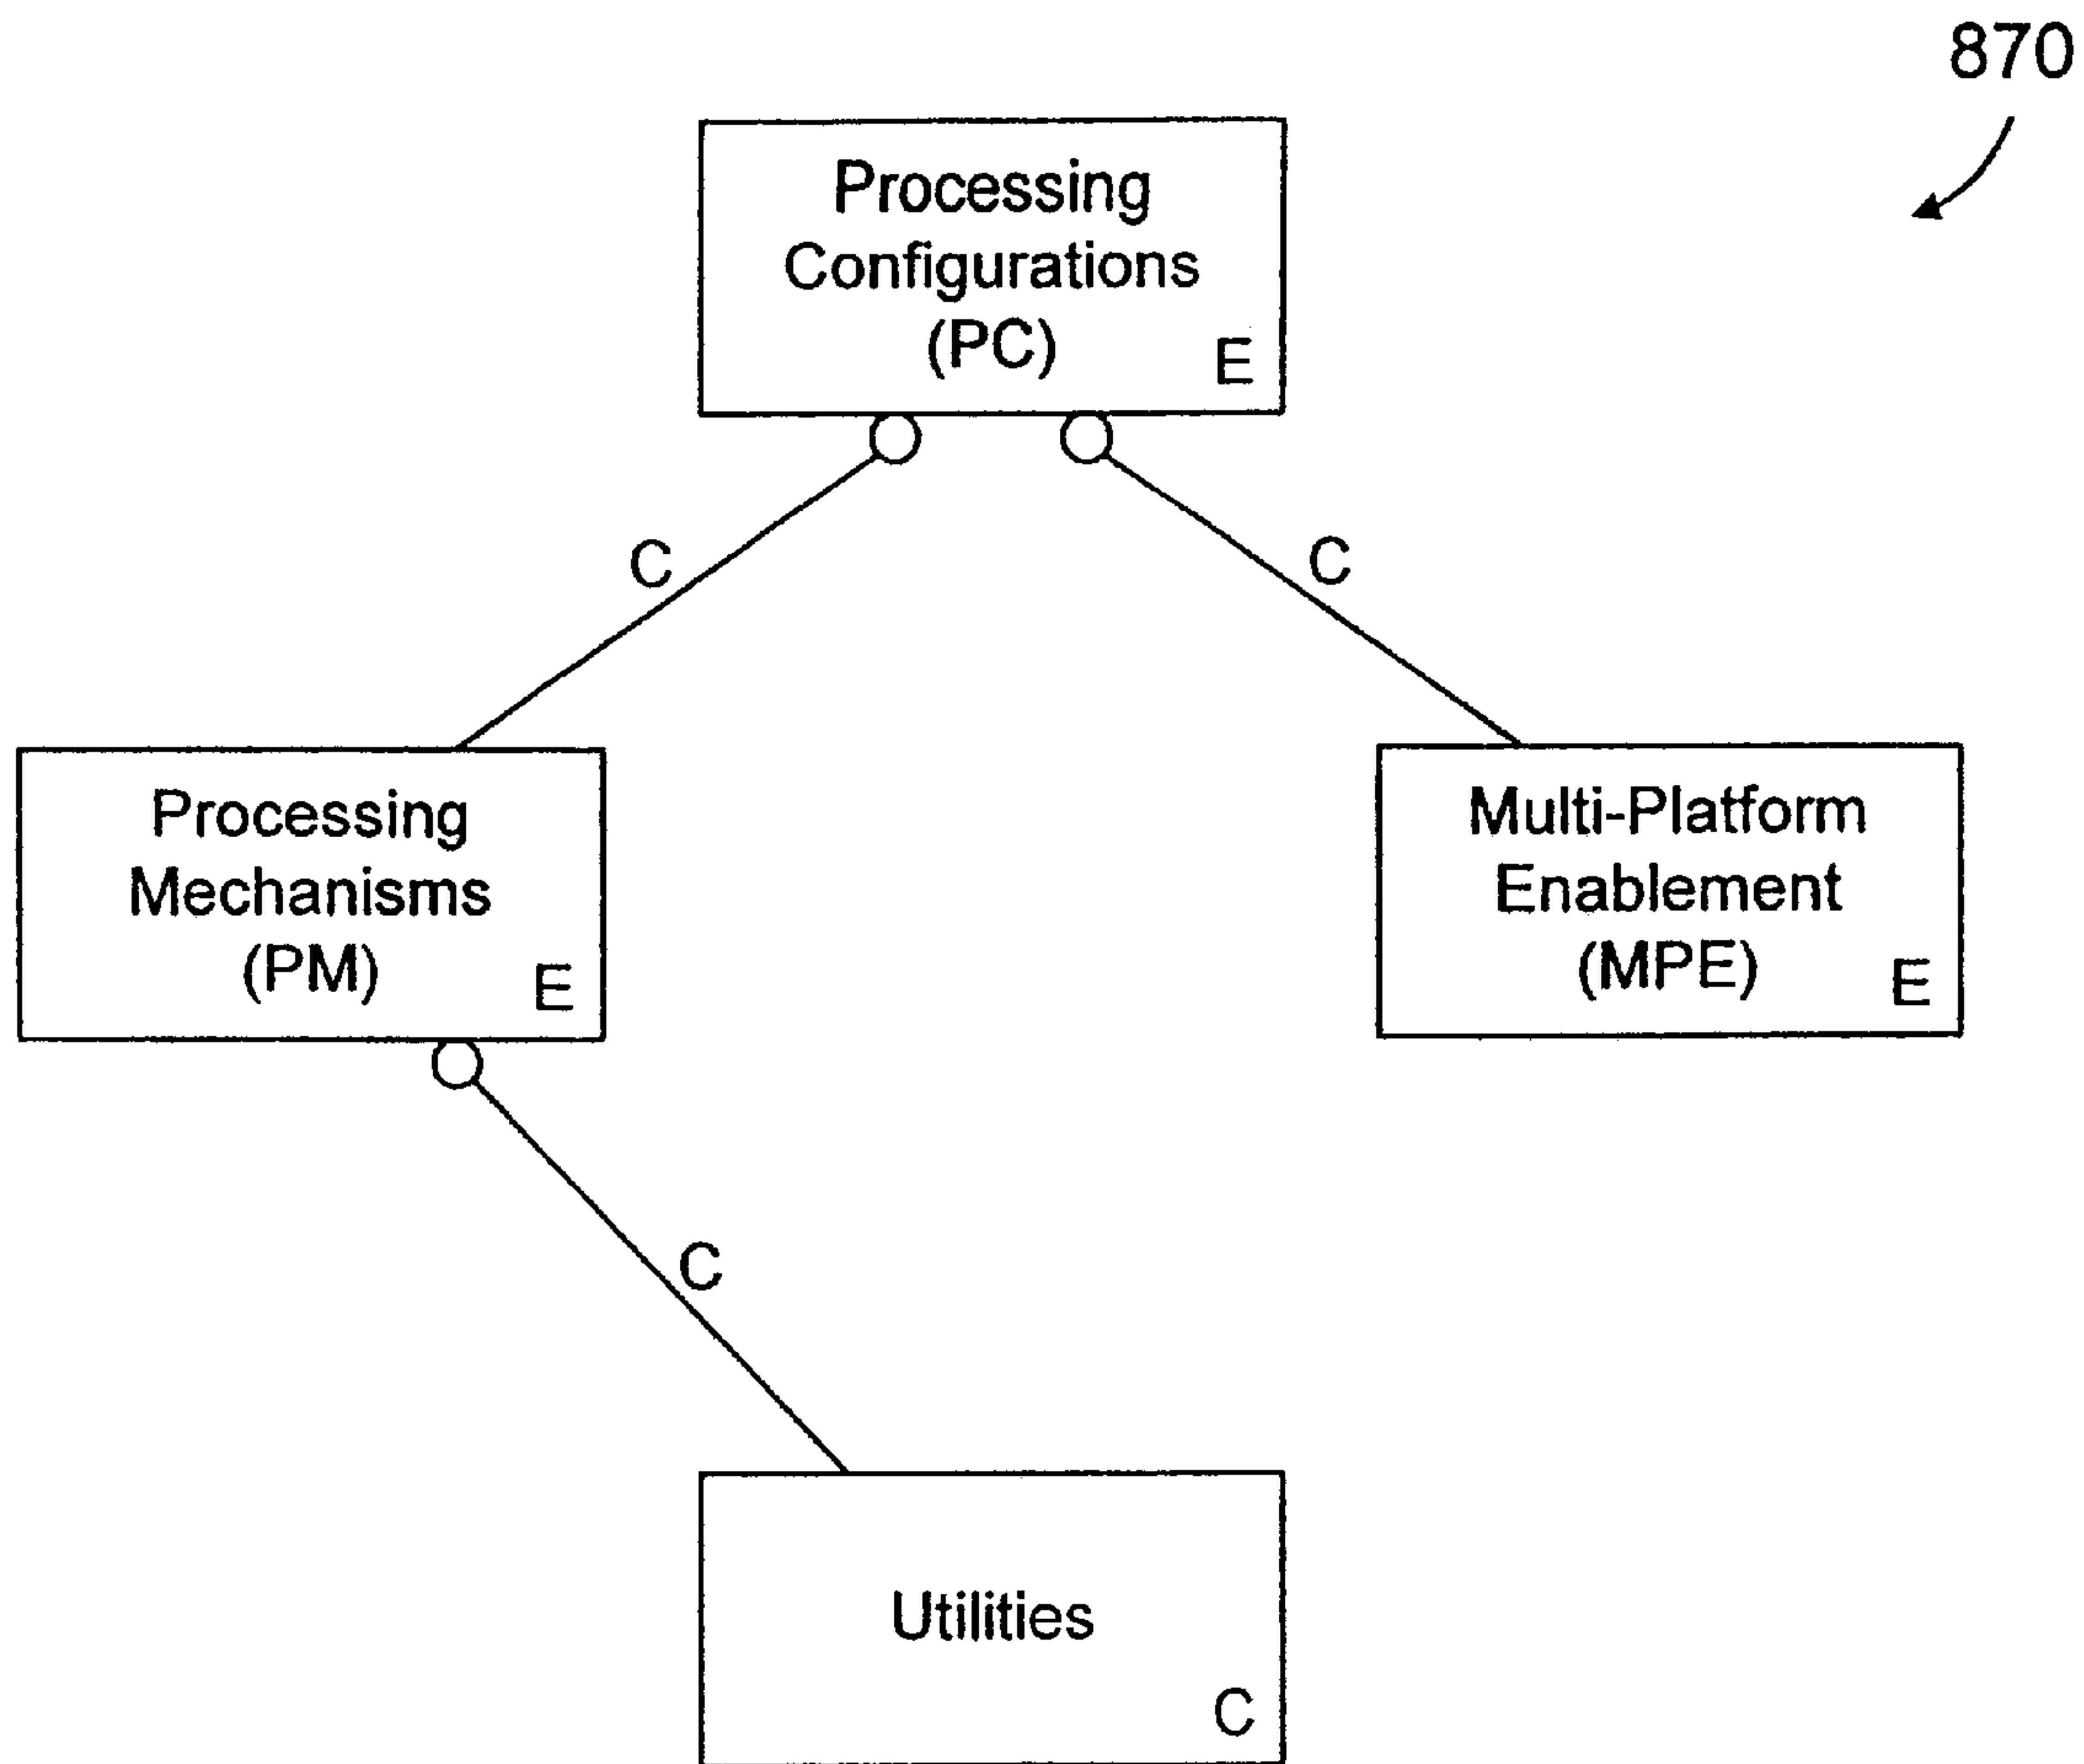 870
Processing
Configurations
(PC)
E
C
C
Processing
Mechanisms
(PM)
E
Multi-Platform
Enablement
(MPE)
E
C
Utilities
C